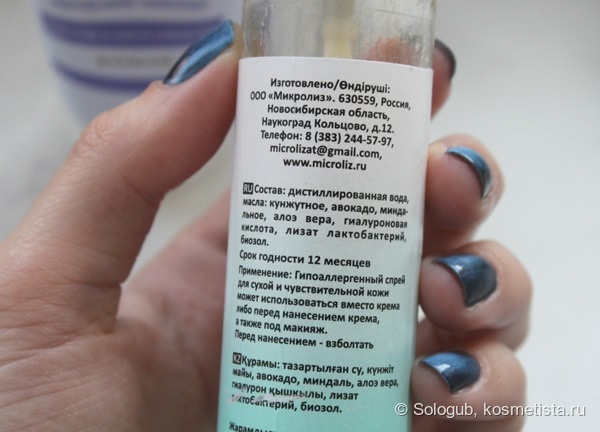 Изготовлено/Өндіруші:
ООО «Микролиз». 630559, Россия,
Новосибирская область,
Наукоград Кольцово, д.12.
Телефон: 8 (383) 244-57-97,
microlizat@gmail.com,
www.microliz.ru
RU Состав: дистиллированная вода,
масла: кунжутное, авокадо, минда-
льное, алоэ вера, гиалуроновая
кислота, лизат лактобактерий,
биозол.
Срок годности 12 месяцев
Применение: Гипоаллергенный спрей
для сухой и чувствительной кожи
может использоваться вместо крема
либо перед нанесением крема,
а также под макияж.
Перед нанесением - взболтать
KZ Құрамы: тазартылған су, күнжіт
майы, авокадо, миндаль, алоэ вера,
гиалурон қышқылы, лизат
лактобактерий, биозол.
© Sologub, kosmetista.ru